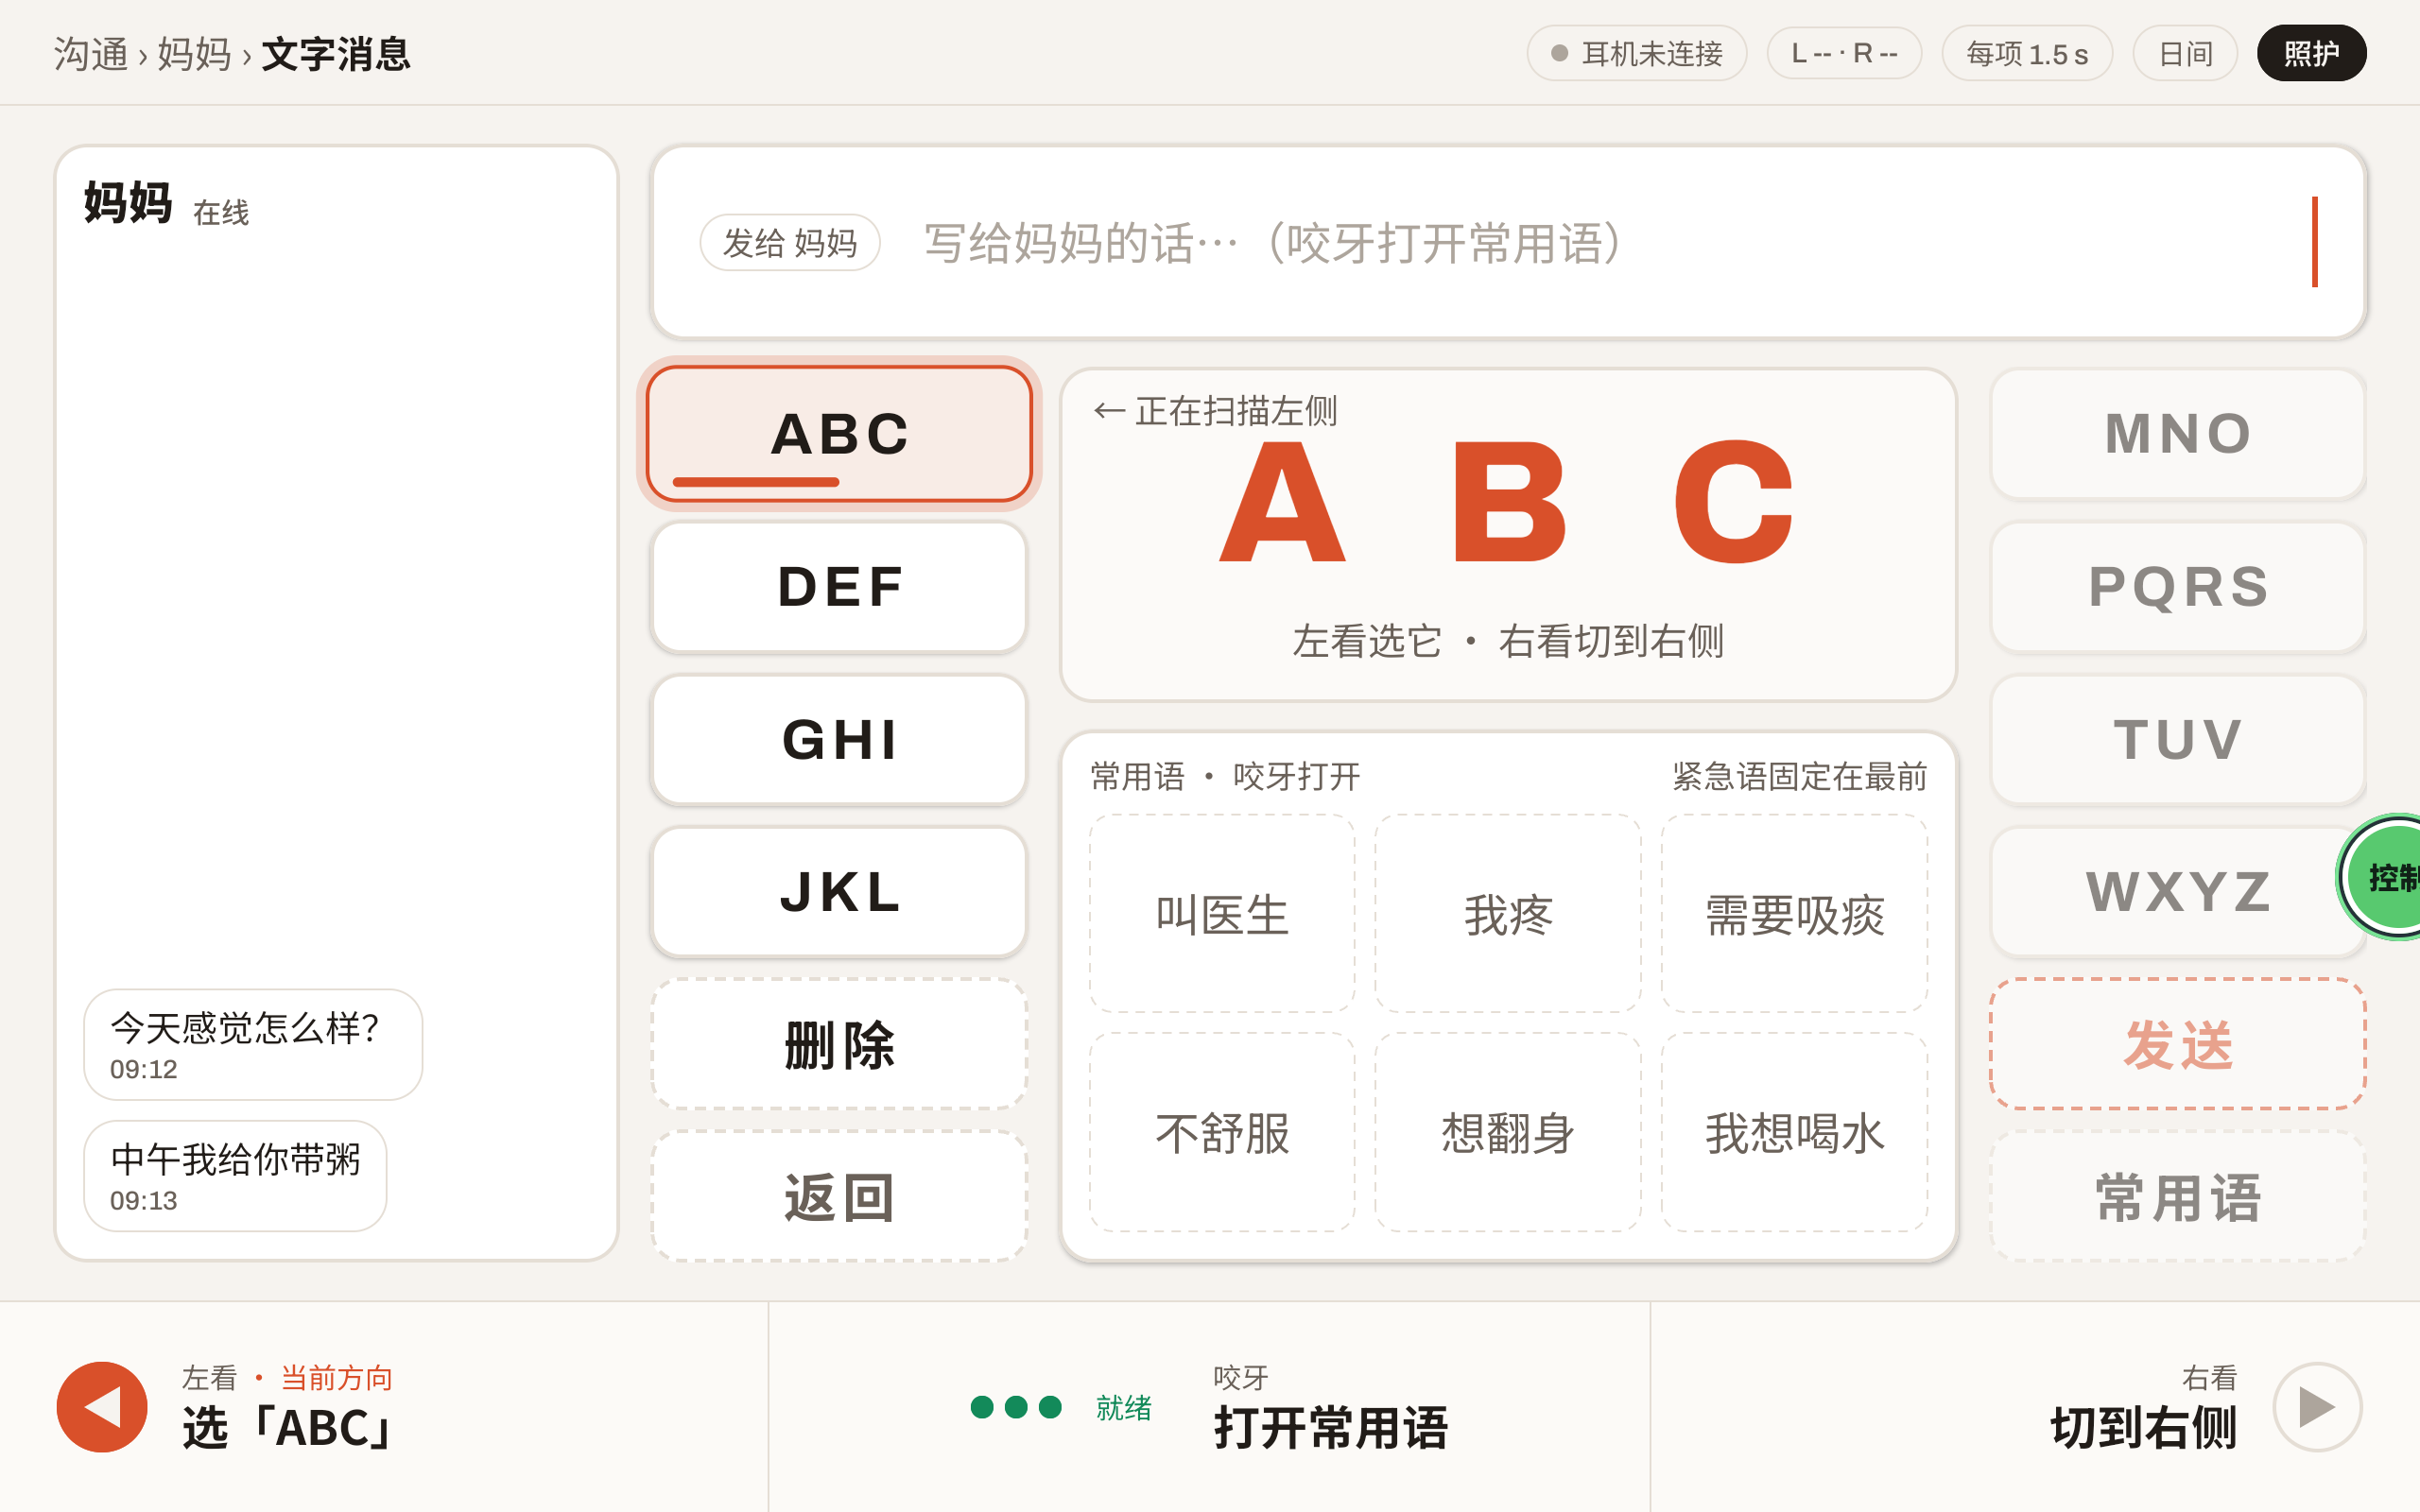 沟通 › 妈妈 › 文字消息
耳机未连接
L -- · R --
每项 1.5 s
日间
照护
妈妈 在线
今天感觉怎么样?
09:12
中午我给你带粥
09:13
发给 妈妈
写给妈妈的话…（咬牙打开常用语）
ABC
DEF
GHI
JKL
删除
返回
← 正在扫描左侧
A B C
左看选它 · 右看切到右侧
常用语 · 咬牙打开
紧急语固定在最前
叫医生
我疼
需要吸痰
不舒服
想翻身
我想喝水
MNO
PQRS
TUV
WXYZ
发送
常用语
左看 · 当前方向
选「ABC」
就绪
咬牙
打开常用语
右看
切到右侧